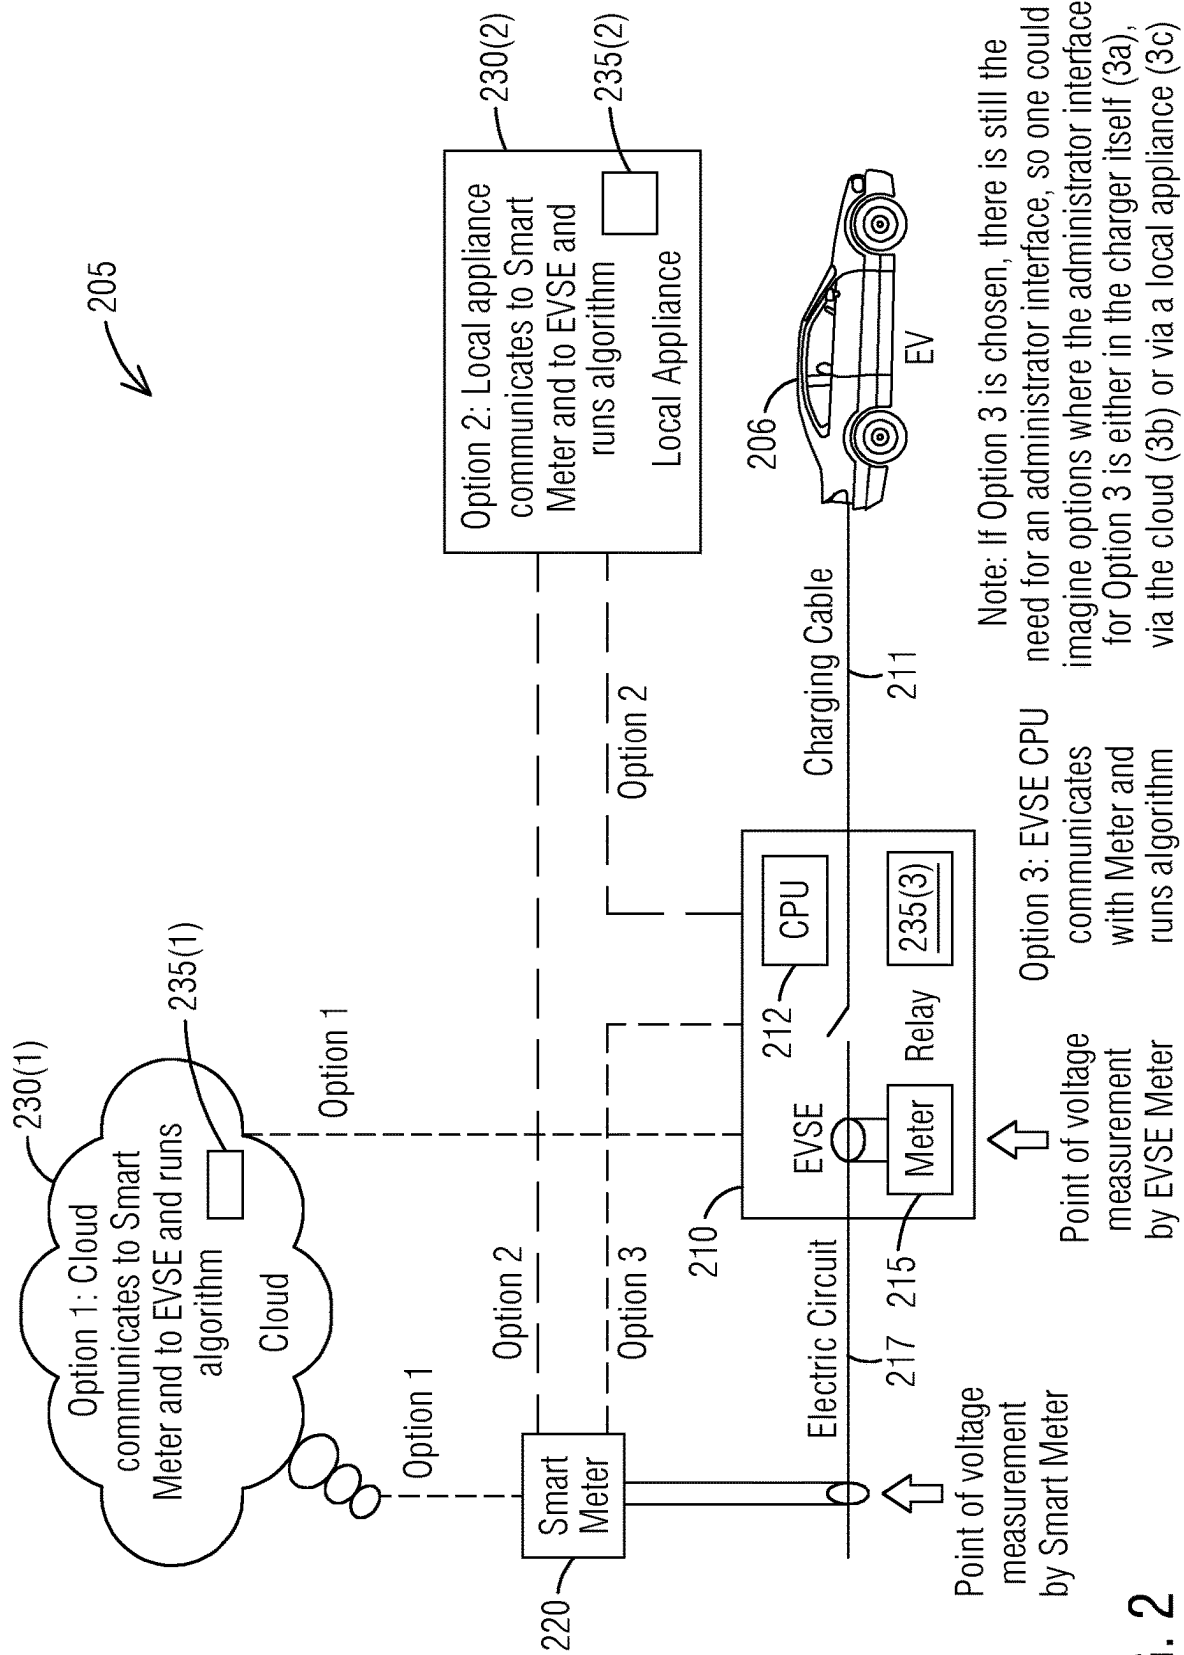 205
230(1)
Option 1: Cloud
communicates to Smart
Meter and to EVSE and runs
algorithm
235(1)
Cloud
Option 1
Option 1
230(2)
Option 2: Local appliance
communicates to Smart
Meter and to EVSE and
runs algorithm
235(2)
Local Appliance
Option 2
Option 2
Option 3
220
Smart
Meter
210
EVSE
212
CPU
Relay
235(3)
Meter
215
Electric Circuit
217
Charging Cable
211
206
EV
Point of voltage
measurement
by Smart Meter
Point of voltage
measurement
by EVSE Meter
Option 3: EVSE CPU
communicates
with Meter and
runs algorithm
Note: If Option 3 is chosen, there is still the
need for an administrator interface, so one could
imagine options where the administrator interface
for Option 3 is either in the charger itself (3a),
via the cloud (3b) or via a local appliance (3c)
. 2